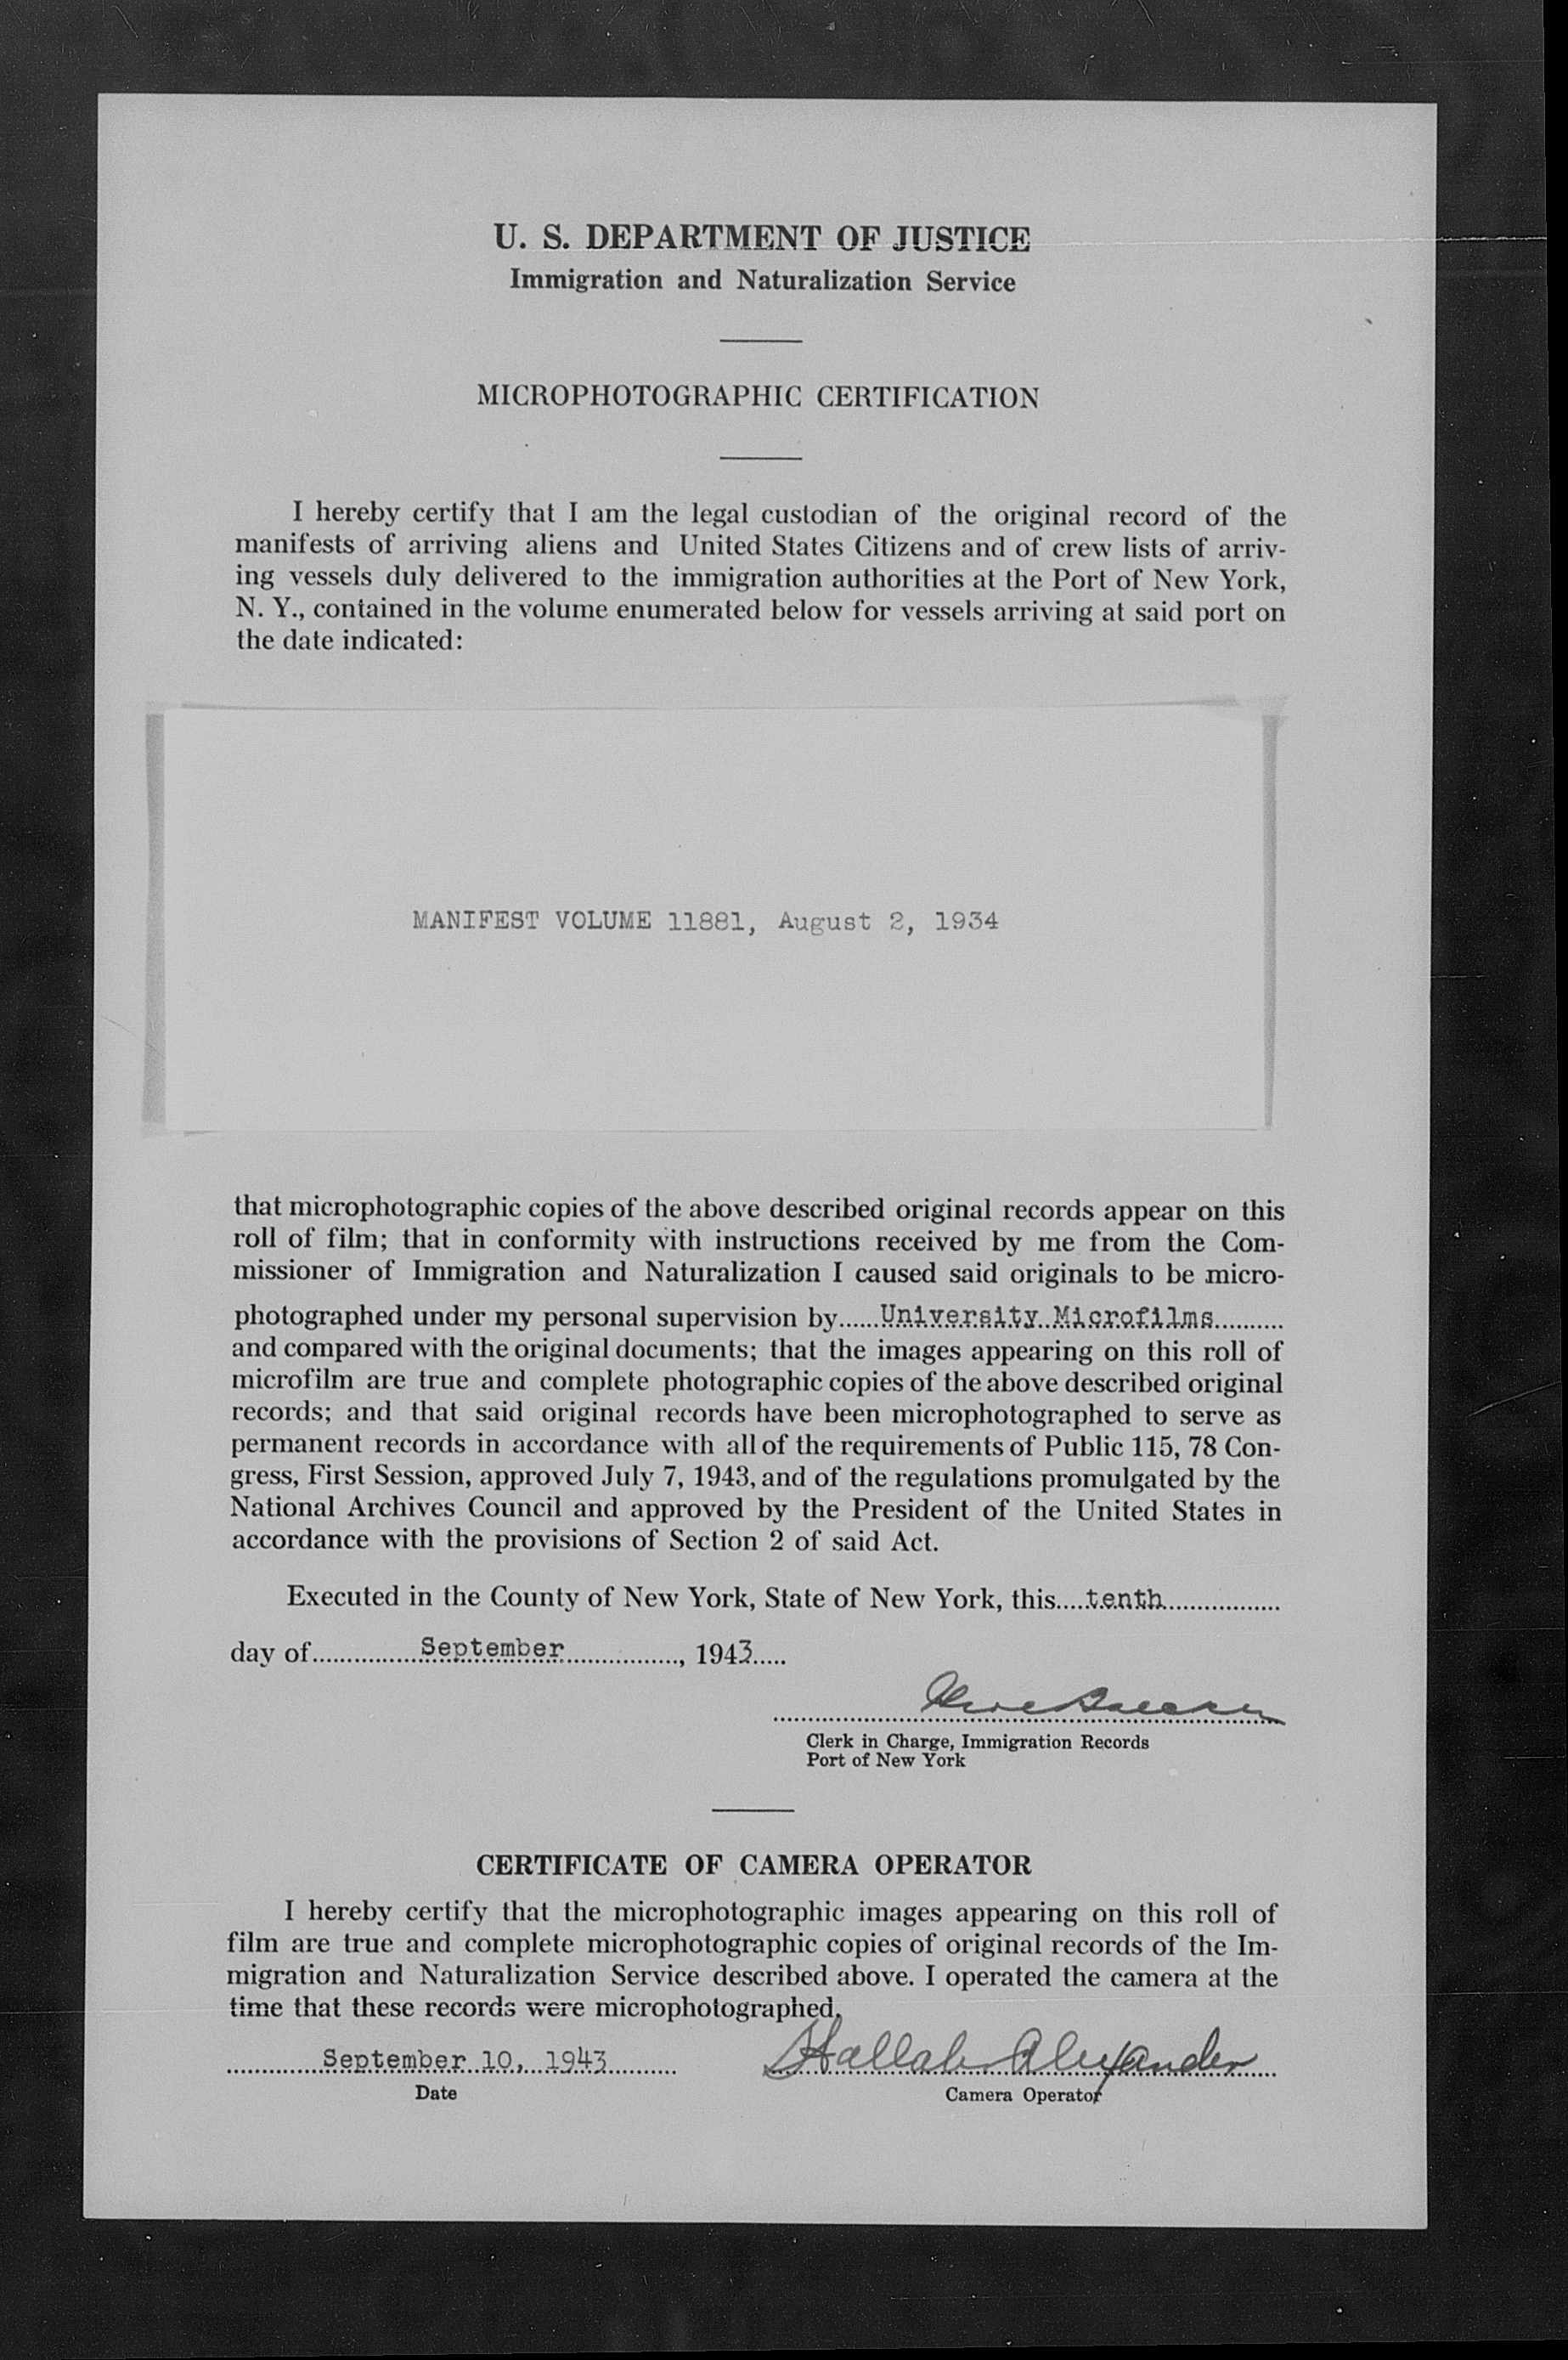 U. S. DEPARTMENT OF JUSTICE
Immigration and Naturalization Service
MICROPHOTOGRAPHIC CERTIFICATION
I hereby certify that I am the legal custodian of the original record of the
manifests of arriving aliens and United States Citizens and of crew lists of arriv-
ing vessels duly delivered to the immigration authorities at the Port of New York,
N. Y., contained in the volume enumerated below for vessels arriving at said port on
the date indicated:
MANIFEST VOLUME 11881, August 2, 1934
that microphotographic copies of the above described original records appear on this
roll of film; that in conformity with instructions received by me from the Com-
missioner of Immigration and Naturalization I caused said originals to be micro-
photographed under my personal supervision by......University Microfilms..........
and compared with the original documents; that the images appearing on this roll of
microfilm are true and complete photographic copies of the above described original
records; and that said original records have been microphotographed to serve as
permanent records in accordance with all of the requirements of Public 115, 78 Con-
gress, First Session, approved July 7, 1943, and of the regulations promulgated by the
National Archives Council and approved by the President of the United States in
accordance with the provisions of Section 2 of said Act.
Executed in the County of New York, State of New York, this.....tenth.................
day of................September................., 1943.....
Clerk in Charge, Immigration Records
Port of New York
CERTIFICATE OF CAMERA OPERATOR
I hereby certify that the microphotographic images appearing on this roll of
film are true and complete microphotographic copies of original records of the Im-
migration and Naturalization Service described above. I operated the camera at the
time that these records were microphotographed.
September 10, 1943 Alexander
Date Camera Operator